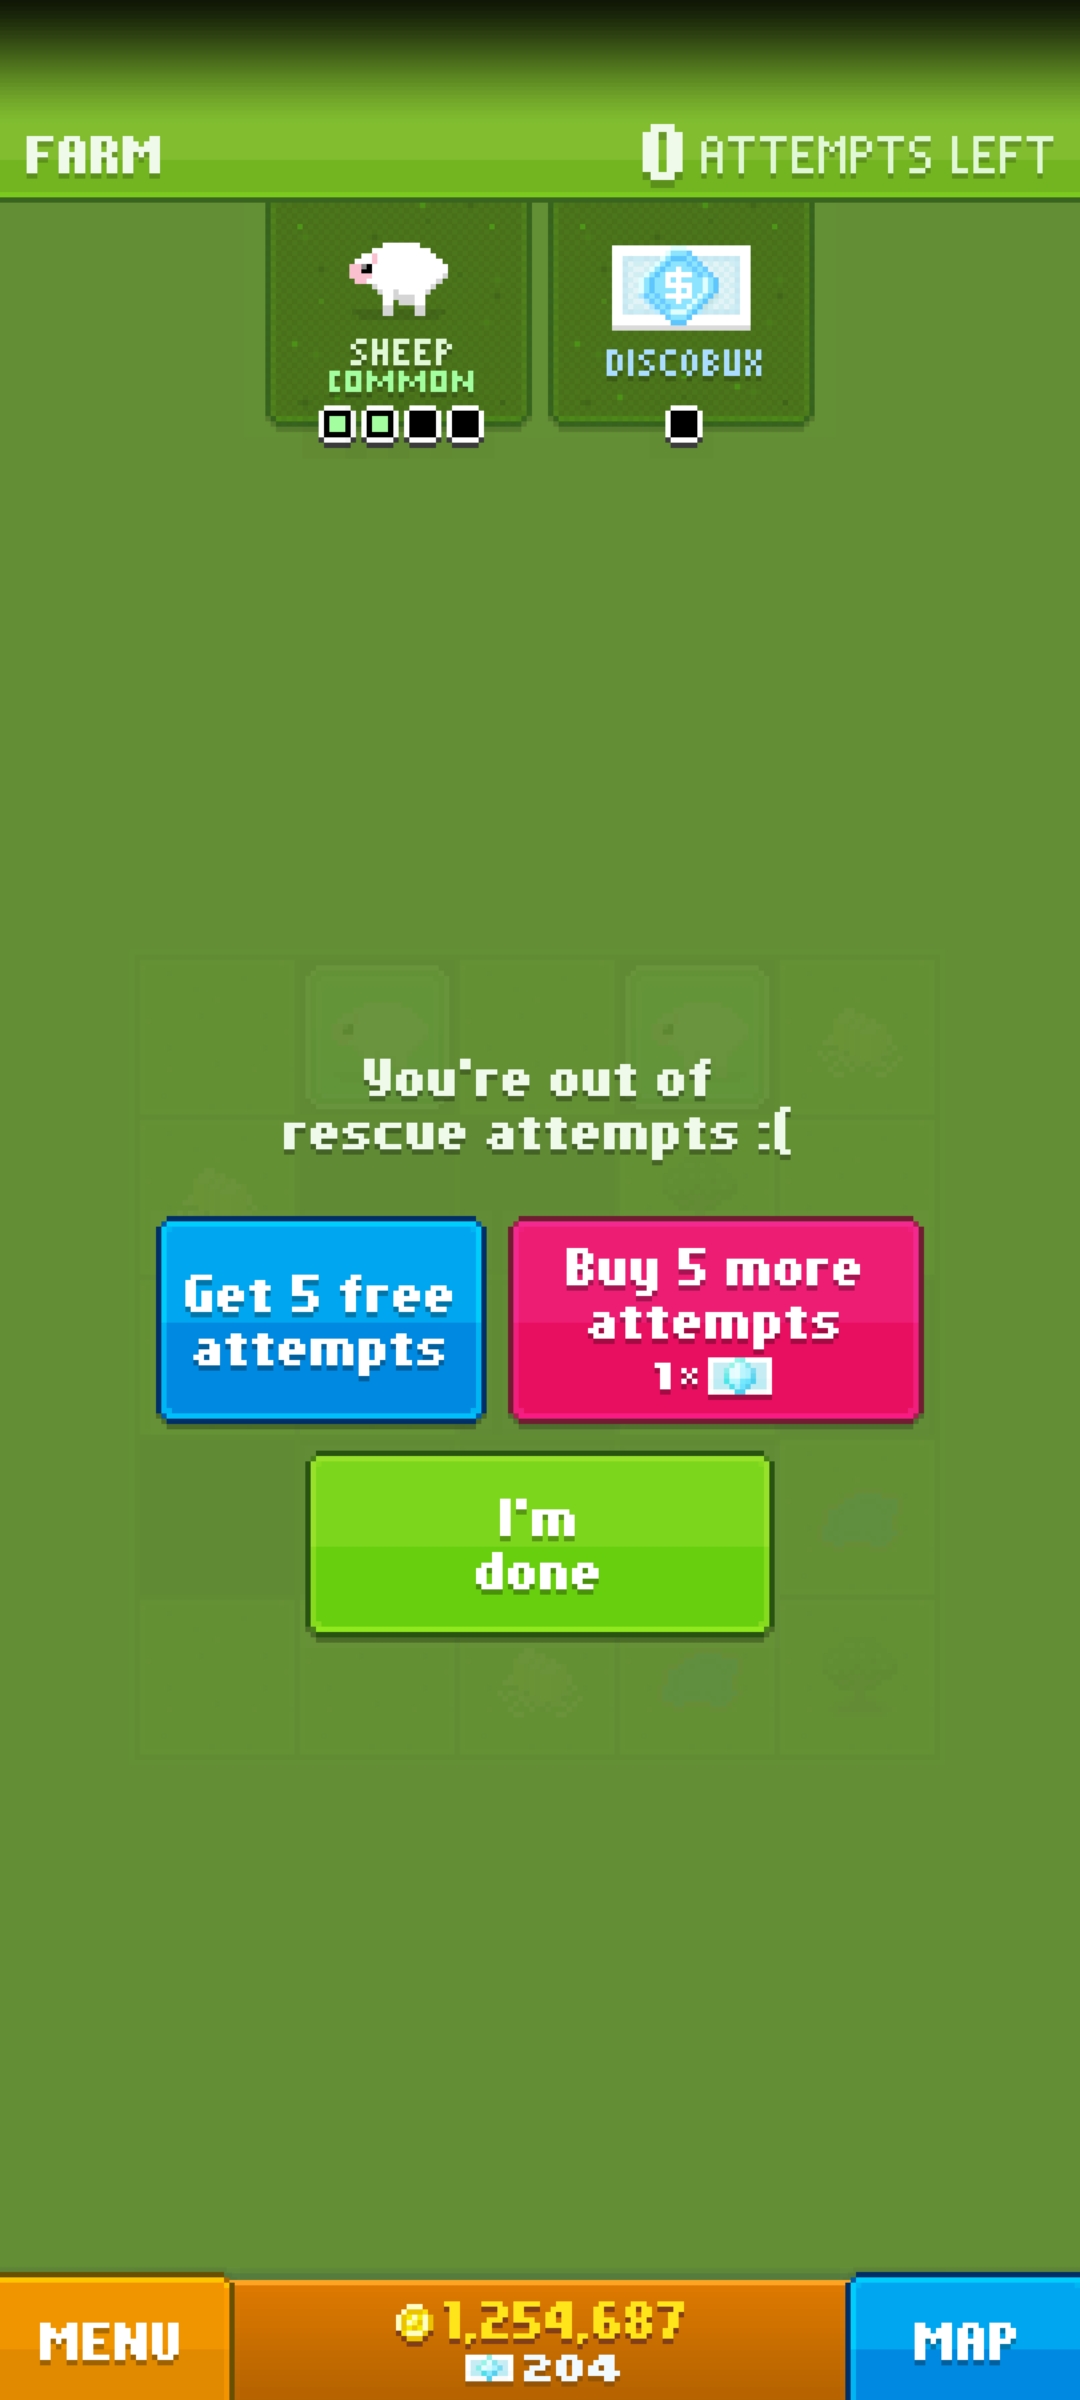 FARM
0 ATTEMPTS LEFT
SHEEP
COMMON
$
DISCOBUX
You're out of
rescue attempts :(
Get 5 free
attempts
Buy 5 more
attempts
1×
I'm
done
MENU
1,254,687
204
MAP